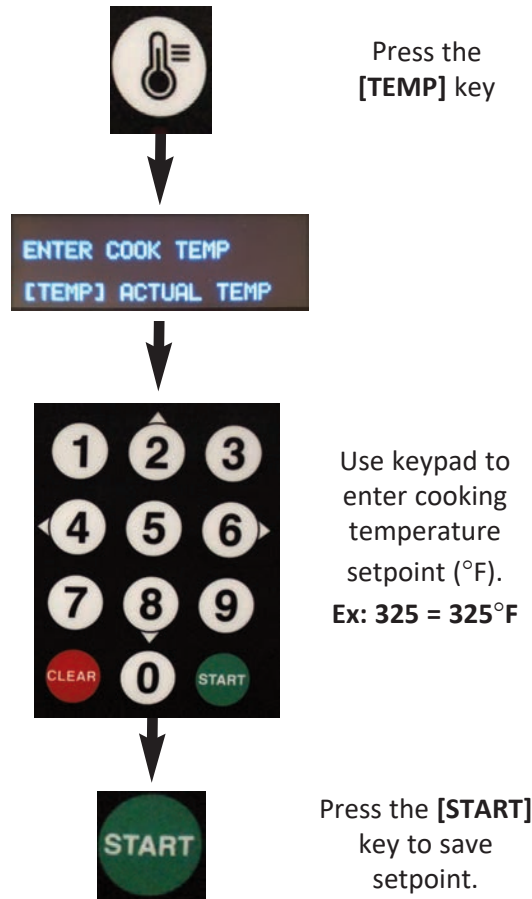 Press the
[TEMP] key
ENTER COOK TEMP
[TEMP] ACTUAL TEMP
1 2 3
4 5 6
7 8 9
CLEAR 0 START
Use keypad to
enter cooking
temperature
setpoint (°F).
Ex: 325 = 325°F
START
Press the [START]
key to save
setpoint.